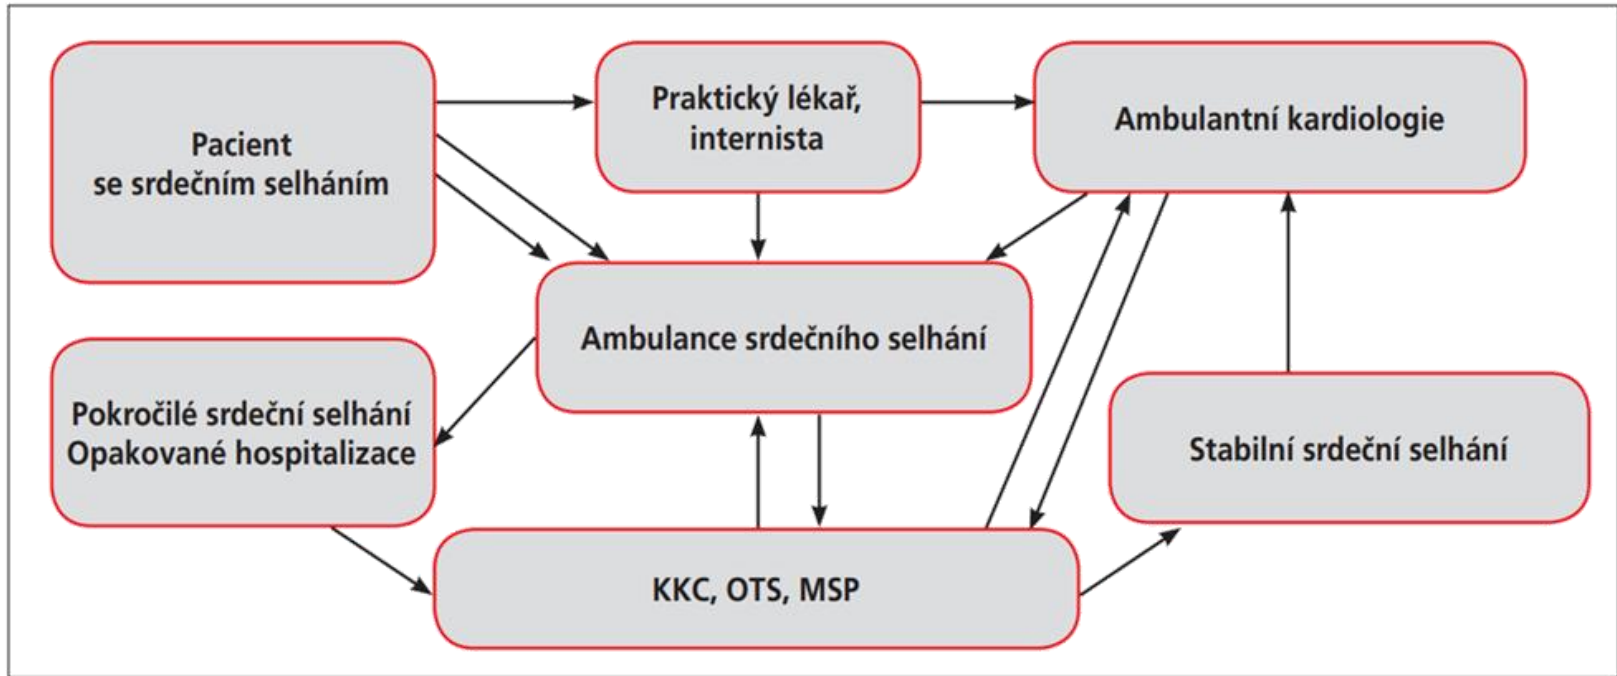 Pacient
se srdečním selháním
Praktický lékař,
internista
Ambulantní kardiologie
Ambulance srdečního selhání
Pokročilé srdeční selhání
Opakované hospitalizace
Stabilní srdeční selhání
KKC, OTS, MSP